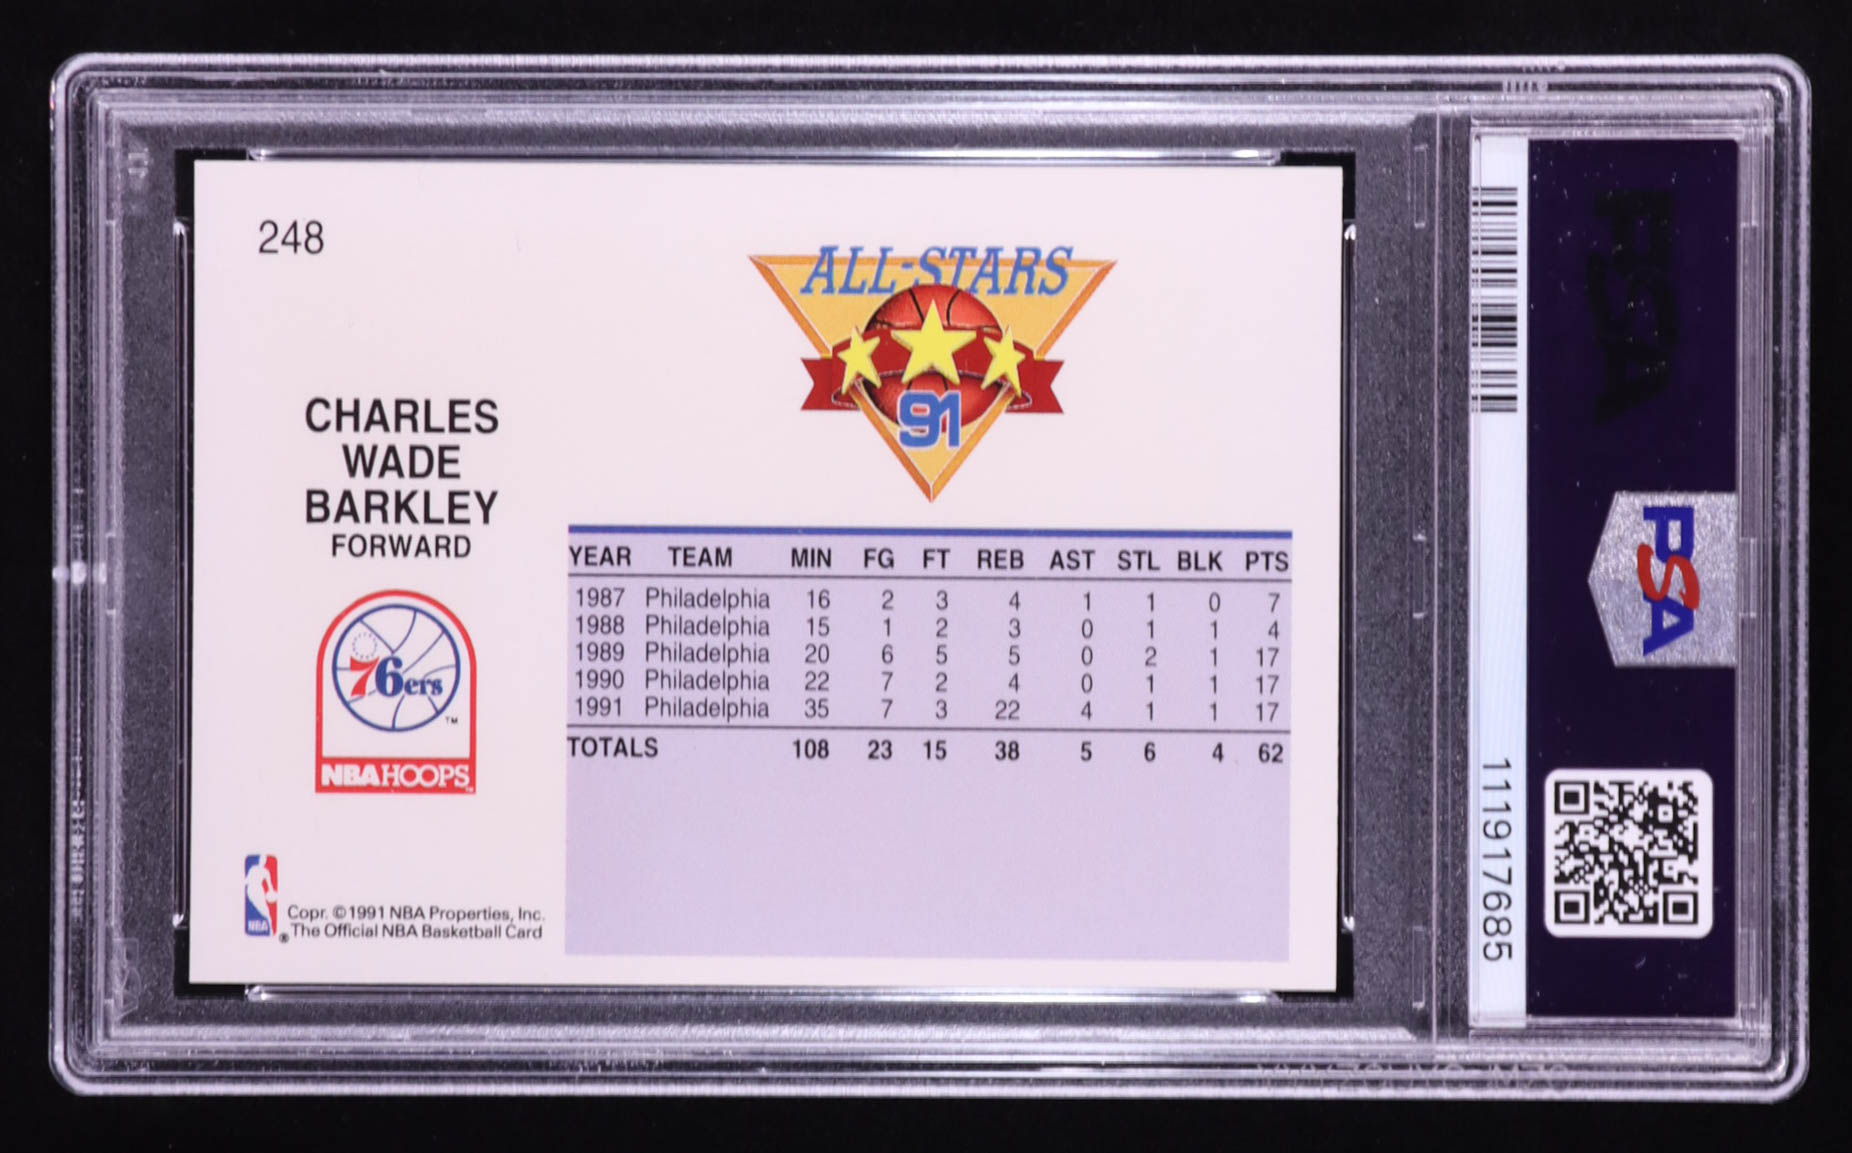 248
ALL-STARS
91
CHARLES
WADE
BARKLEY
FORWARD
76ers
TM
NBA HOOPS
YEAR TEAM MIN FG FT REB AST STL BLK PTS
1987 Philadelphia 16 2 3 4 1 1 0 7
1988 Philadelphia 15 1 2 3 0 1 1 4
1989 Philadelphia 20 6 5 5 0 2 1 17
1990 Philadelphia 22 7 2 4 0 1 1 17
1991 Philadelphia 35 7 3 22 4 1 1 17
TOTALS 108 23 15 38 5 6 4 62
NBA
®
Copr. © 1991 NBA Properties, Inc.
The Official NBA Basketball Card
111917685
PSA
PSA